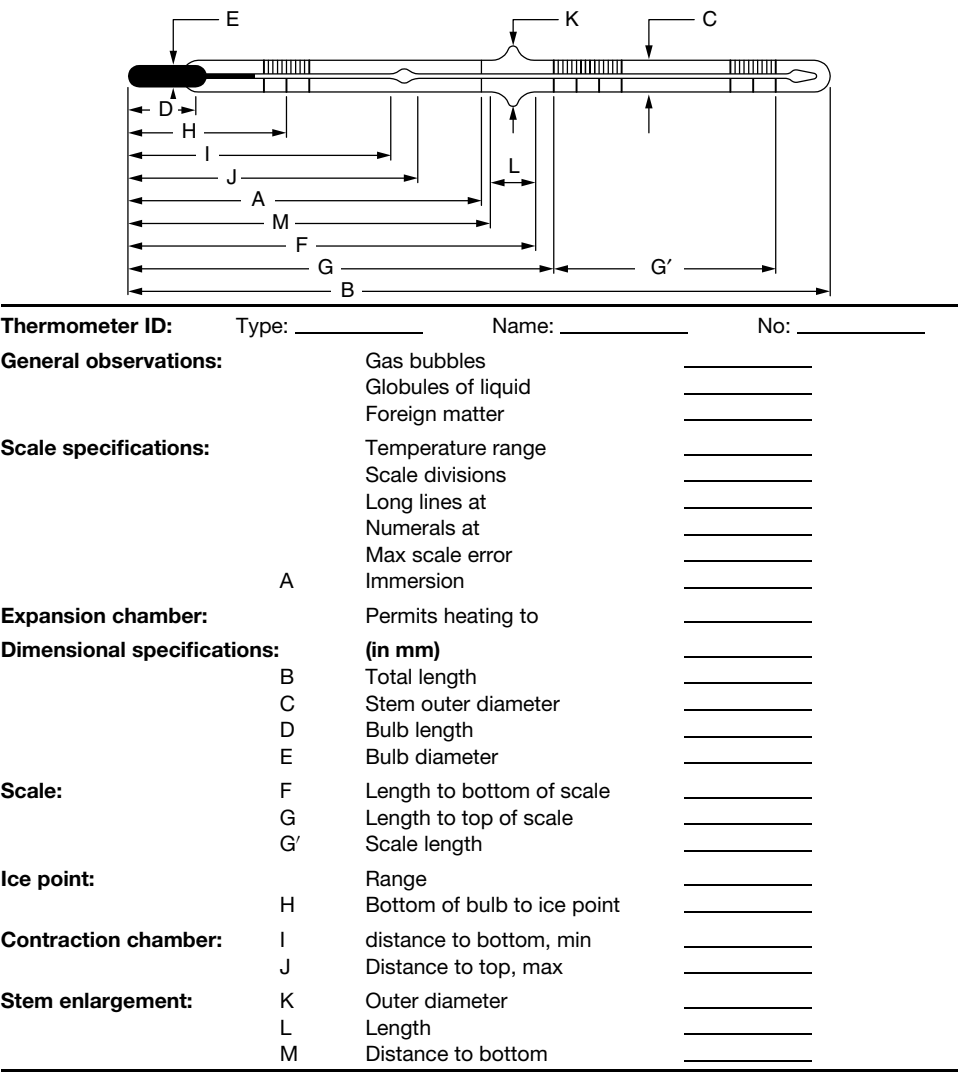 E K C
D
H
I
J L
A
M
F
G G′
B
Thermometer ID: Type: Name: No:
General observations: Gas bubbles
Globules of liquid
Foreign matter
Scale specifications: Temperature range
Scale divisions
Long lines at
Numerals at
Max scale error
A Immersion
Expansion chamber: Permits heating to
Dimensional specifications: (in mm)
B Total length
C Stem outer diameter
D Bulb length
E Bulb diameter
Scale: F Length to bottom of scale
G Length to top of scale
G′ Scale length
Ice point: Range
H Bottom of bulb to ice point
Contraction chamber: I distance to bottom, min
J Distance to top, max
Stem enlargement: K Outer diameter
L Length
M Distance to bottom